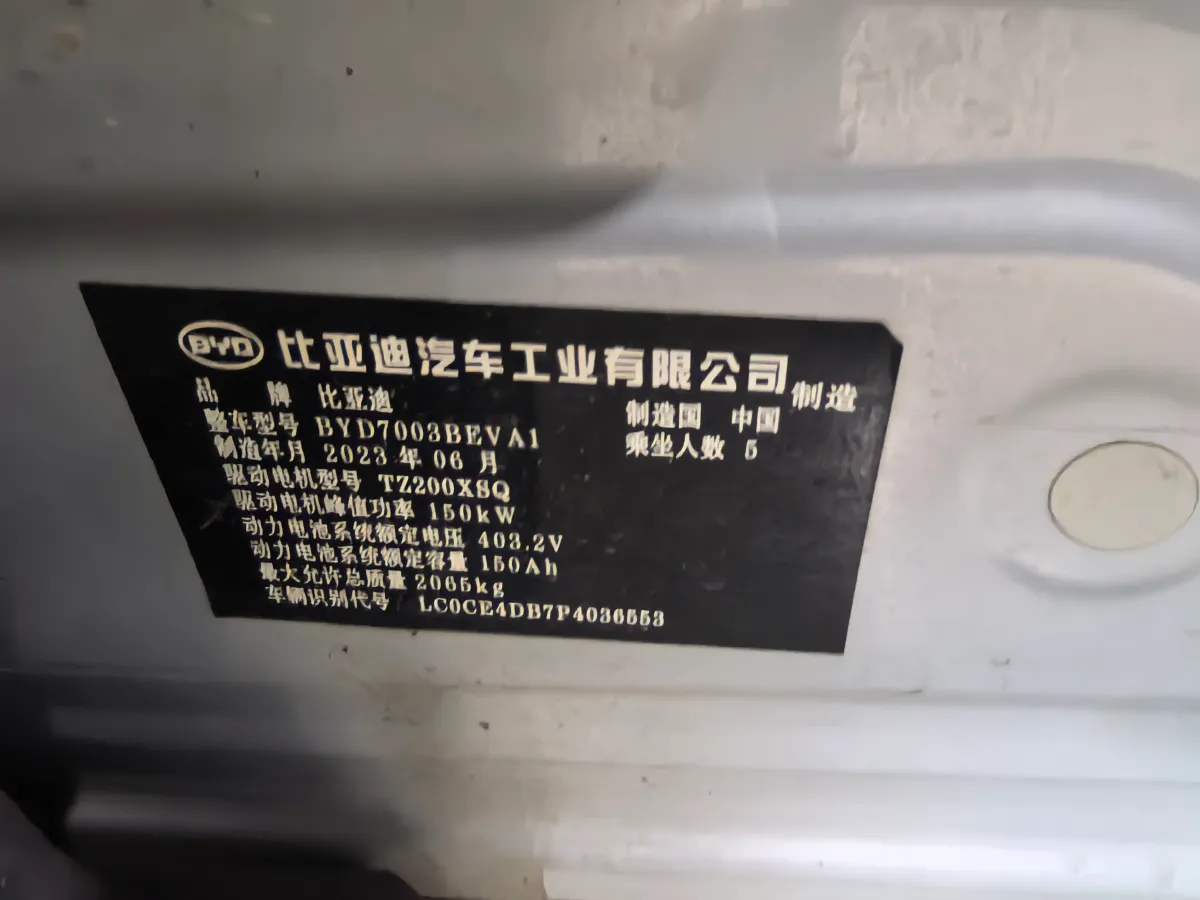 BYD 比亚迪汽车工业有限公司 制造
品牌 比亚迪
制造国 中国
整车型号 BYD7003BEVA1
乘坐人数 5
制造年月 2023 年 06 月
驱动电机型号 TZ200XSQ
驱动电机峰值功率 150kW
动力电池系统额定电压 403.2V
动力电池系统额定容量 150Ah
最大允许总质量 2065kg
车辆识别代号 LC0CE4DB7P4036553